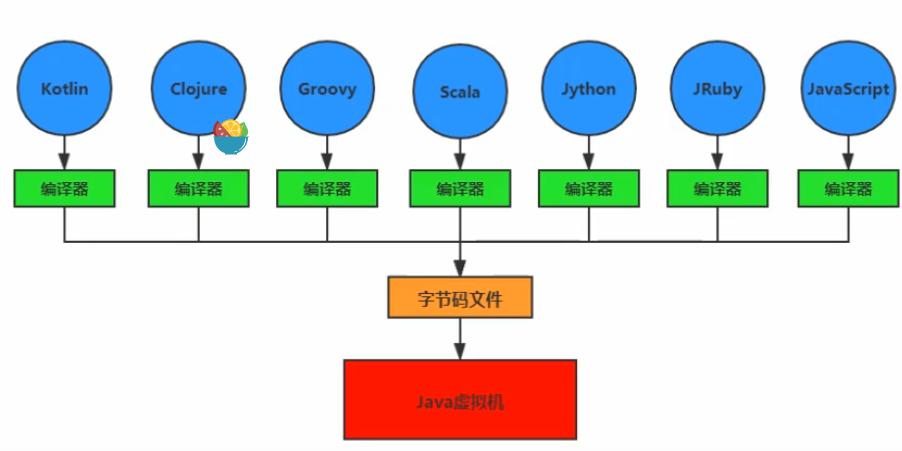 Kotlin
Clojure
Groovy
Scala
Jython
JRuby
JavaScript
编译器
编译器
编译器
编译器
编译器
编译器
编译器
字节码文件
Java虚拟机